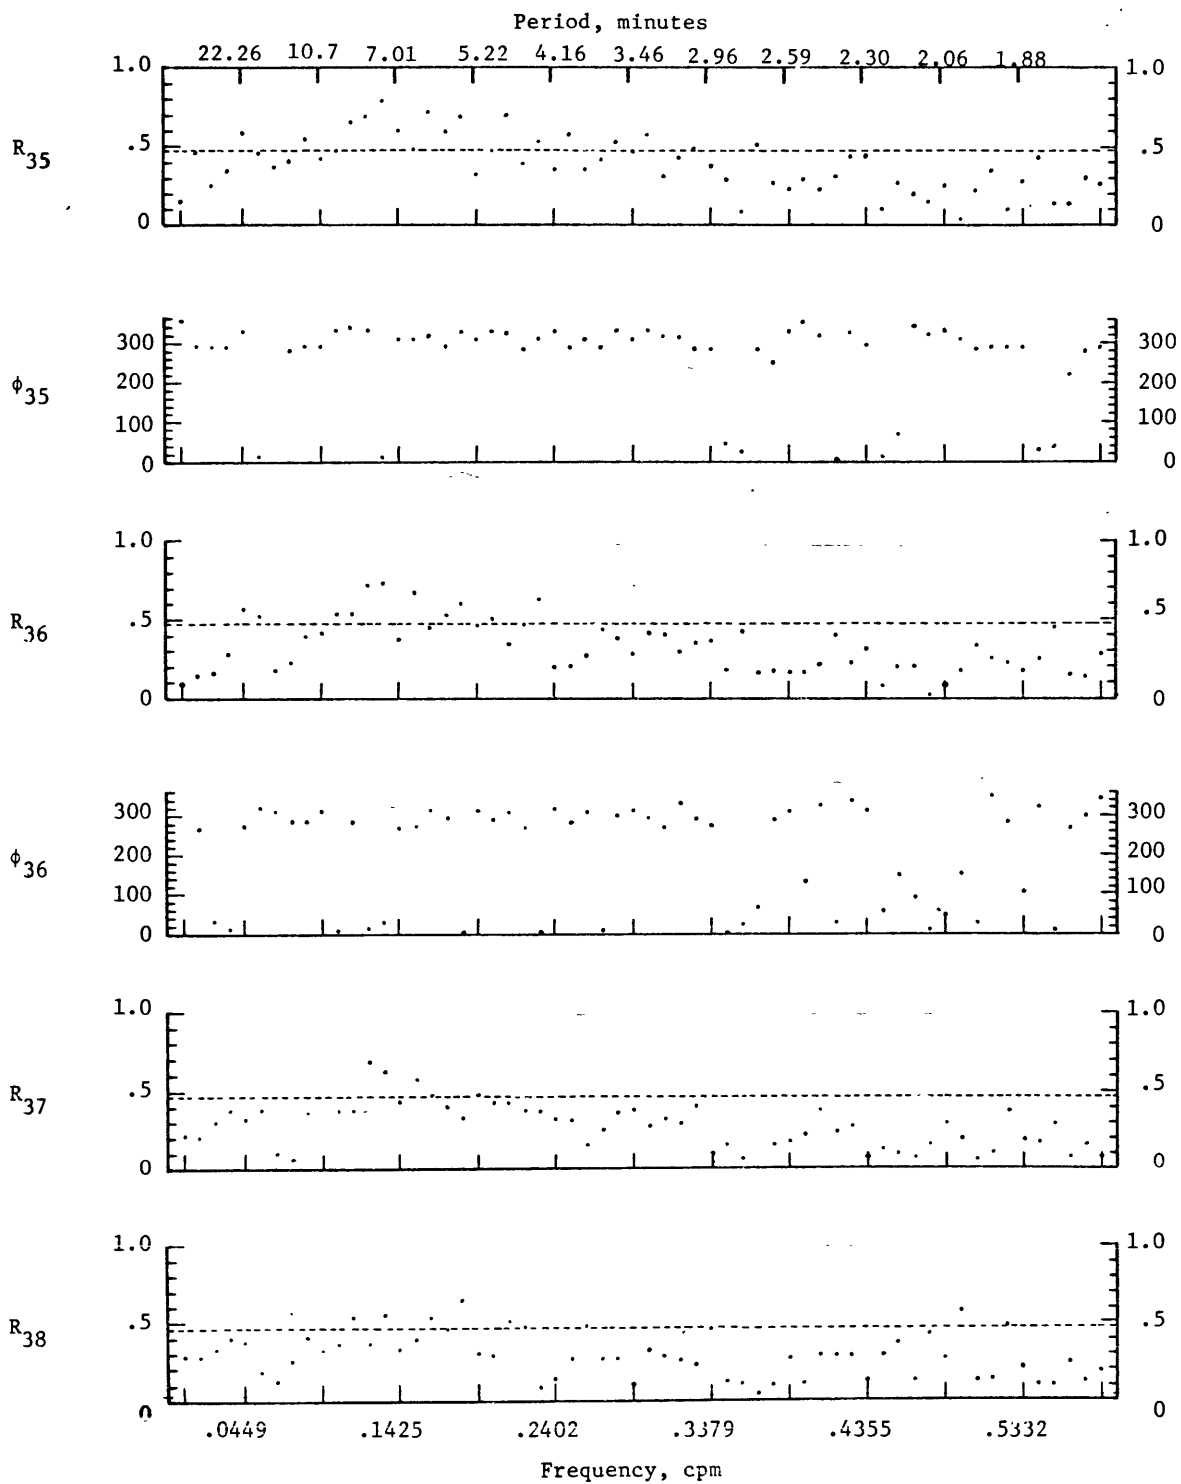 Period, minutes
22.26 10.7 7.01 5.22 4.16 3.46 2.96 2.59 2.30 2.06 1.88
1.0 1.0
R35 .5 .5
0 0
300 300
φ35 200 200
100 100
0 0
1.0 1.0
R36 .5 .5
0 0
300 300
φ36 200 200
100 100
0 0
1.0 1.0
R37 .5 .5
0 0
1.0 1.0
R38 .5 .5
0 0
.0449 .1425 .2402 .3379 .4355 .5332
Frequency, cpm